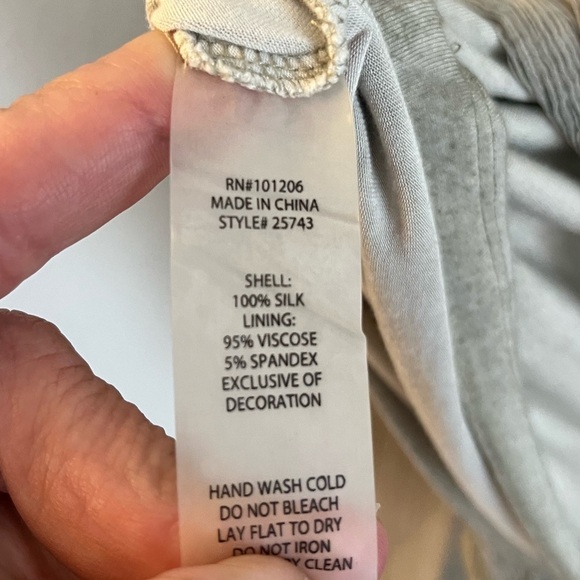 RN#101206
MADE IN CHINA
STYLE# 25743
SHELL:
100% SILK
LINING:
95% VISCOSE
5% SPANDEX
EXCLUSIVE OF
DECORATION
HAND WASH COLD
DO NOT BLEACH
LAY FLAT TO DRY
DO NOT IRON
CLEAN